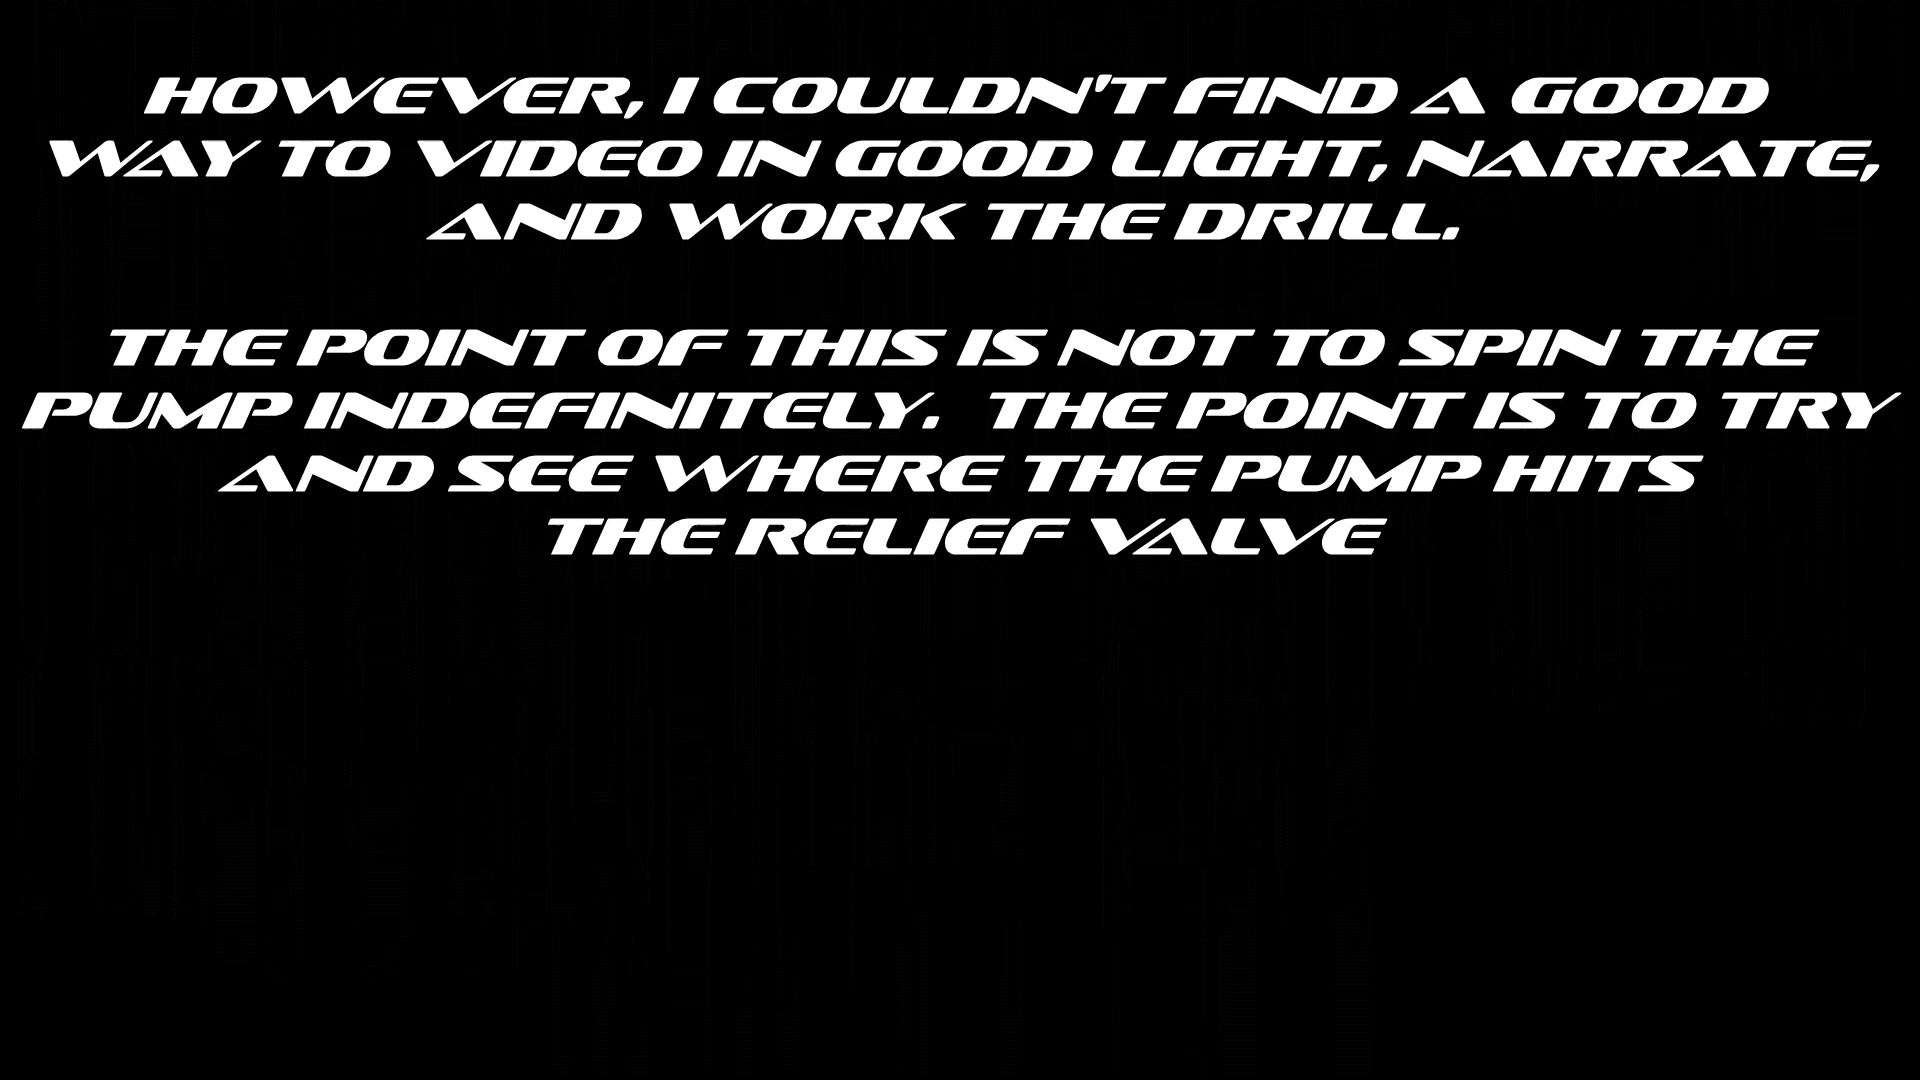 HOWEVER, I COULDN'T FIND A GOOD
WAY TO VIDEO IN GOOD LIGHT, NARRATE,
AND WORK THE DRILL.
THE POINT OF THIS IS NOT TO SPIN THE
PUMP INDEFINITELY.  THE POINT IS TO TRY
AND SEE WHERE THE PUMP HITS
THE RELIEF VALVE